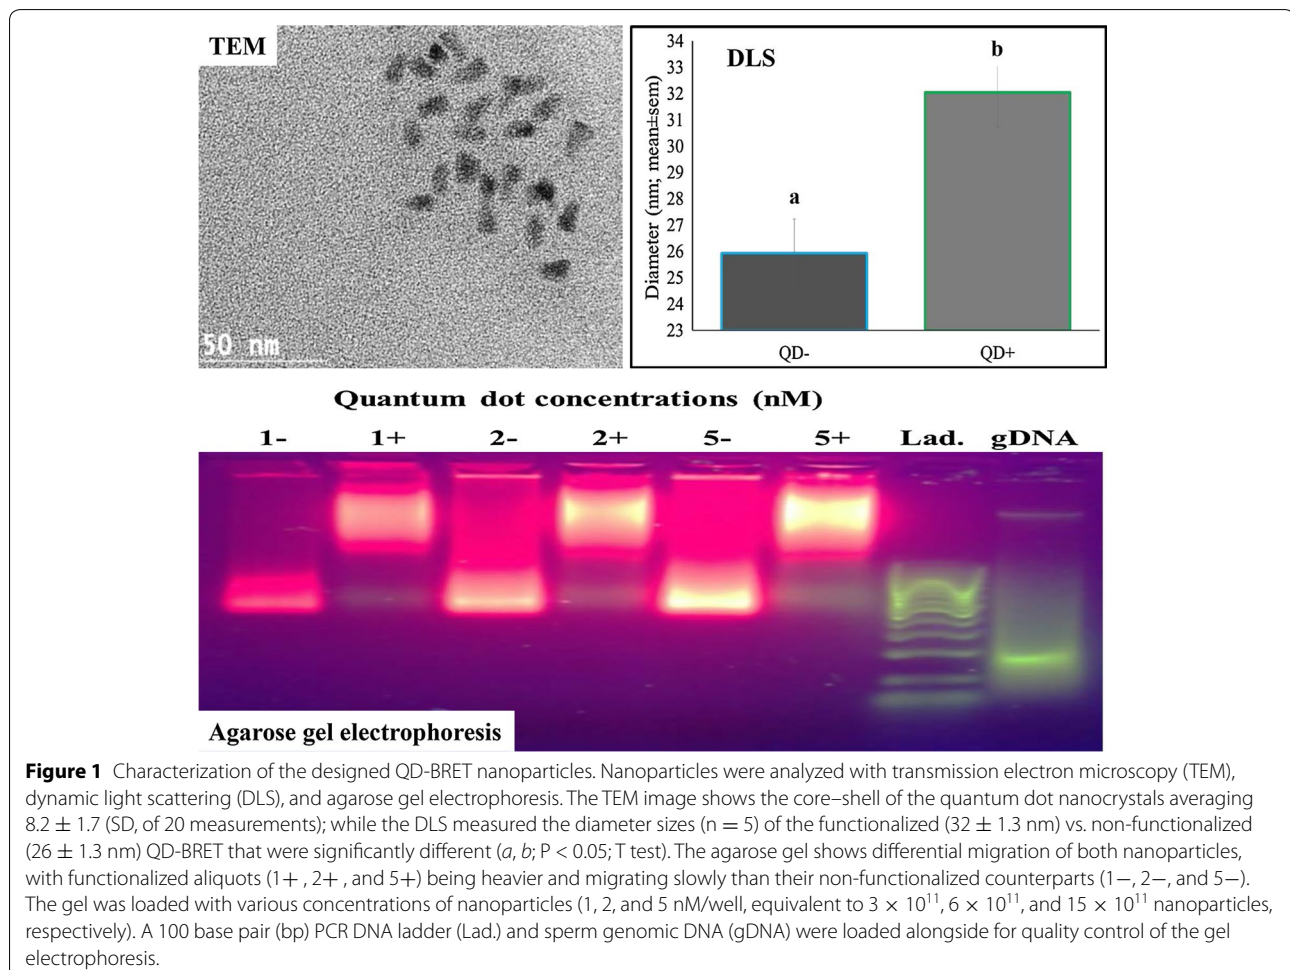 TEM
50 nm
DLS
Diameter (nm; mean±sem)
34
33
32
31
30
29
28
27
26
25
24
23
a
b
QD-
QD+
Quantum dot concentrations (nM)
1- 1+ 2- 2+ 5- 5+ Lad. gDNA
Agarose gel electrophoresis
Figure 1 Characterization of the designed QD-BRET nanoparticles. Nanoparticles were analyzed with transmission electron microscopy (TEM),
dynamic light scattering (DLS), and agarose gel electrophoresis. The TEM image shows the core–shell of the quantum dot nanocrystals averaging
8.2 ± 1.7 (SD, of 20 measurements); while the DLS measured the diameter sizes (n = 5) of the functionalized (32 ± 1.3 nm) vs. non-functionalized
(26 ± 1.3 nm) QD-BRET that were significantly different (a, b; P < 0.05; T test). The agarose gel shows differential migration of both nanoparticles,
with functionalized aliquots (1+ , 2+ , and 5+) being heavier and migrating slowly than their non-functionalized counterparts (1−, 2−, and 5−).
The gel was loaded with various concentrations of nanoparticles (1, 2, and 5 nM/well, equivalent to 3 × 10¹¹, 6 × 10¹¹, and 15 × 10¹¹ nanoparticles,
respectively). A 100 base pair (bp) PCR DNA ladder (Lad.) and sperm genomic DNA (gDNA) were loaded alongside for quality control of the gel
electrophoresis.